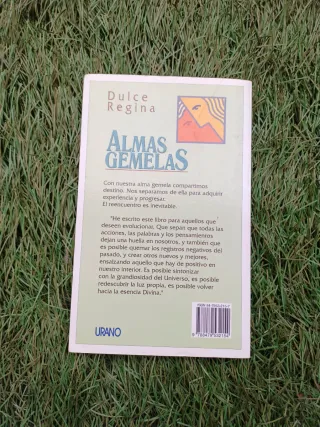 Dulce
Regina
ALMAS
GEMELAS
Con nuestra alma gemela compartimos
destino. Nos separamos de ella para adquirir
experiencia y progresar.
El reencuentro es inevitable.
"He escrito este libro para aquellos que
deseen evolucionar. Que sepan que todas las
acciones, las palabras y los pensamientos
dejan una huella en nosotros, y también que
es posible quemar los registros negativos del
pasado, y crear otros nuevos y mejores,
ensalzando aquello que hay de positivo en
nuestro interior. Es posible sintonizar
con la grandiosidad del Universo, es posible
redescubrir la luz propia, es posible volver
hacia la esencia Divina."
URANO